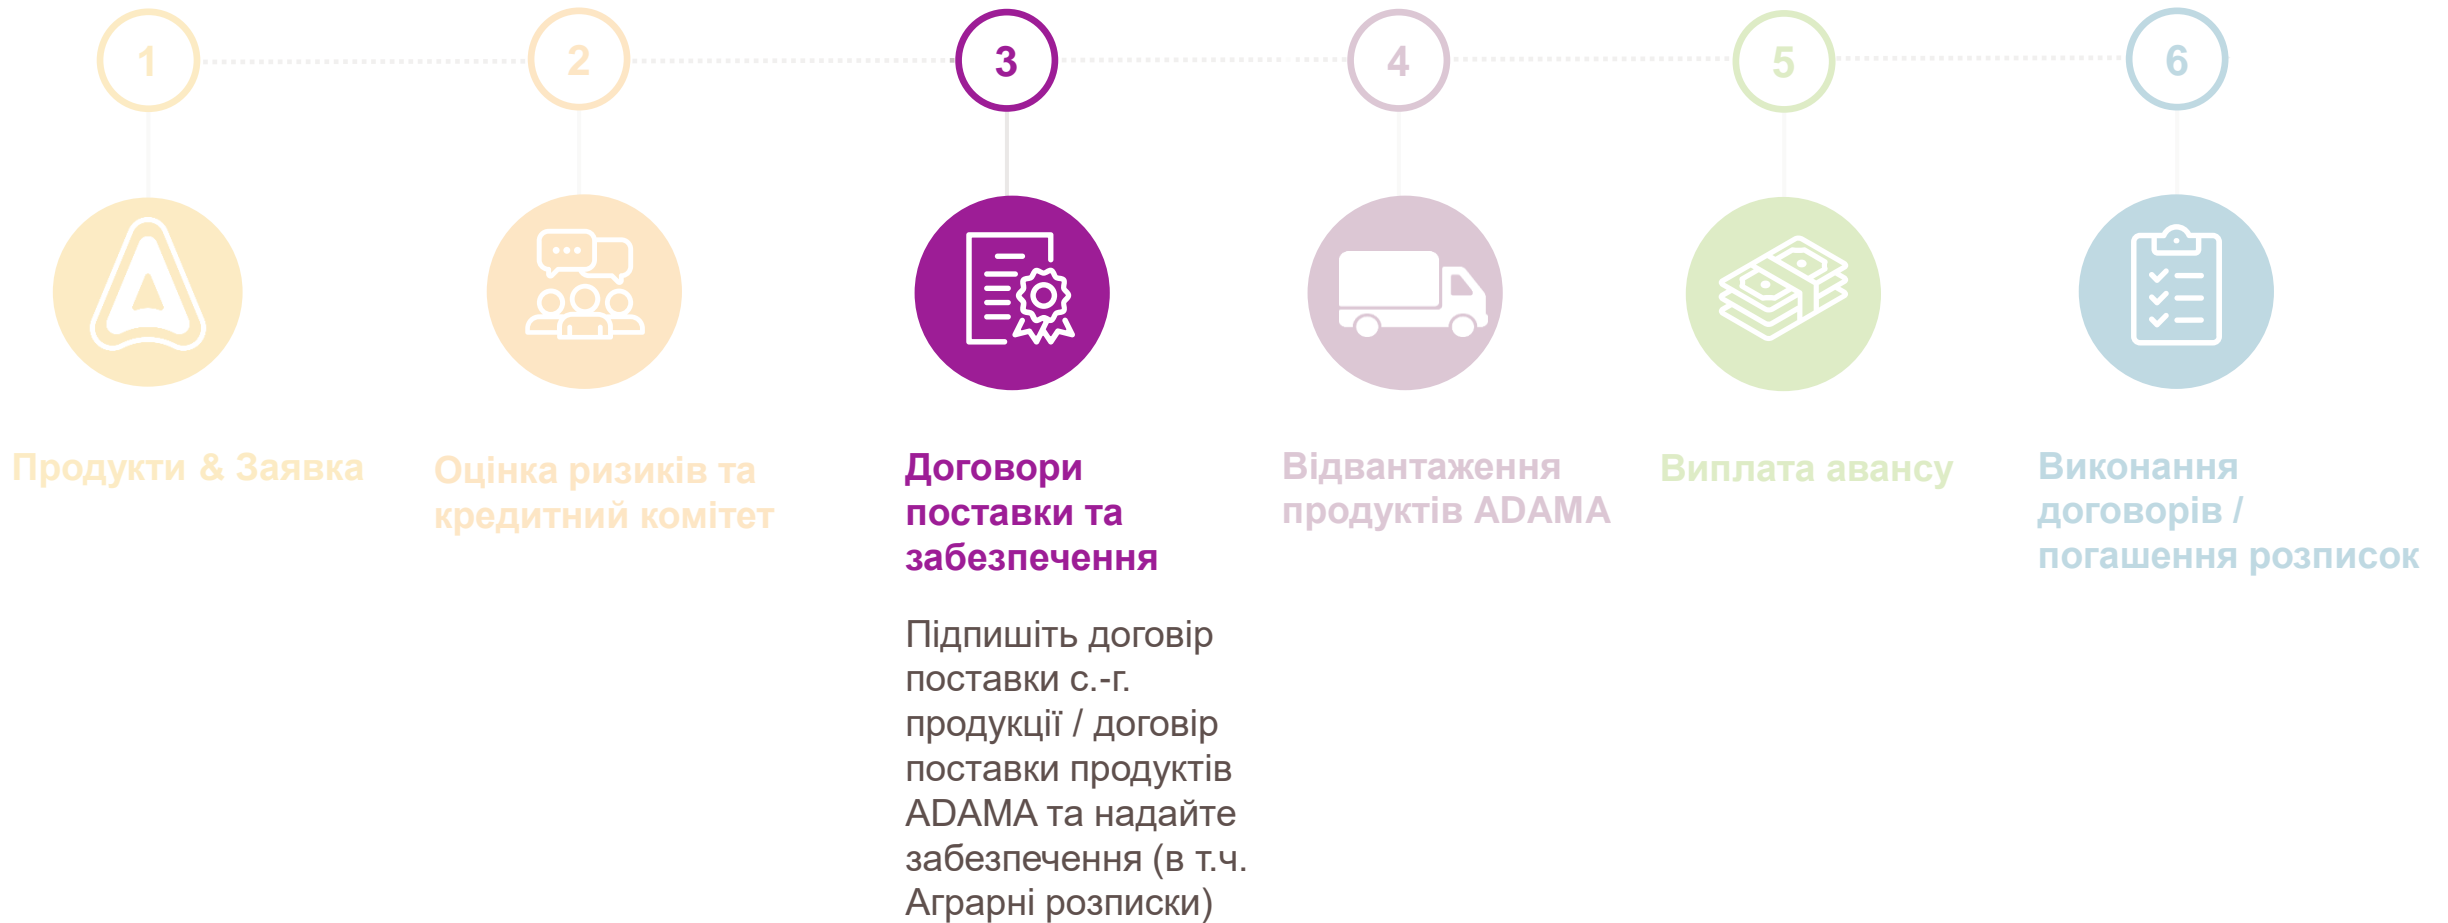 1
2
3
4
5
6
Продукти & Заявка
Оцінка ризиків та
кредитний комітет
Договори
поставки та
забезпечення
Підпишіть договір
поставки с.-г.
продукції / договір
поставки продуктів
ADAMA та надайте
забезпечення (в т.ч.
Аграрні розписки)
Відвантаження
продуктів ADAMA
Виплата авансу
Виконання
договорів /
погашення розписок